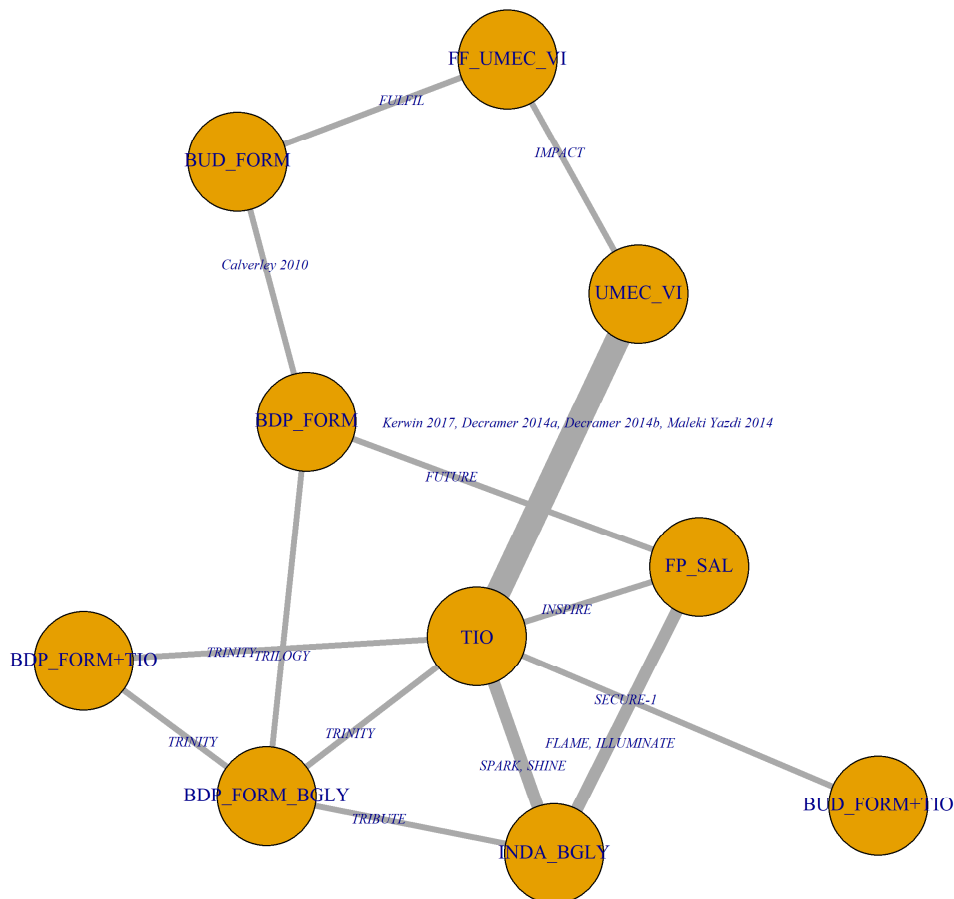 FF_UMEC_VI
FULFIL
IMPACT
BUD_FORM
Calverley 2010
UMEC_VI
BDP_FORM
Kerwin 2017, Decramer 2014a, Decramer 2014b, Maleki Yazdi 2014
FUTURE
FP_SAL
INSPIRE
TIO
TRINITY
TRILOGY
BDP_FORM+TIO
SECURE-1
TRINITY
TRINITY
FLAME, ILLUMINATE
SPARK, SHINE
BDP_FORM_BGLY
BUD_FORM+TIO
TRIBUTE
INDA_BGLY